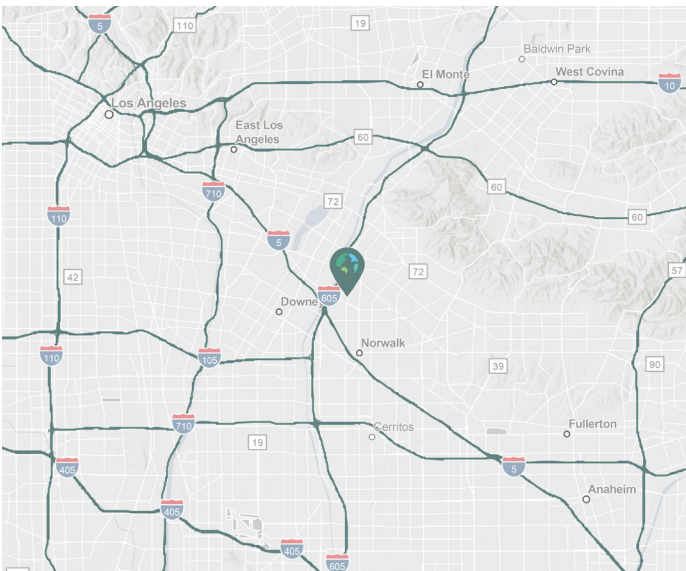 5
110
19
Baldwin Park
El Monte
West Covina
10
Los Angeles
East Los
Angeles
60
710
60
72
110
60
5
72
57
42
605
Downe
Norwalk
110
105
39
90
710
Fullerton
Cerritos
19
405
5
Anaheim
405
405
605